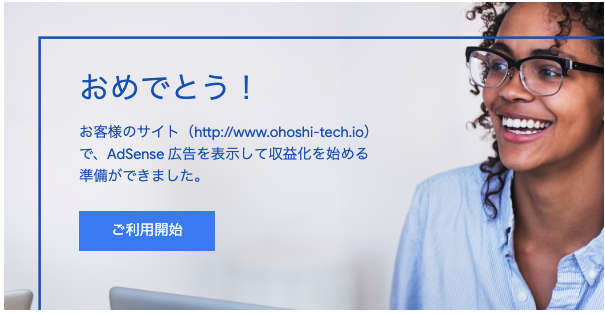 おめでとう！
お客様のサイト（http://www.ohoshi-tech.io）
で、AdSense 広告を表示して収益化を始める
準備ができました。
ご利用開始